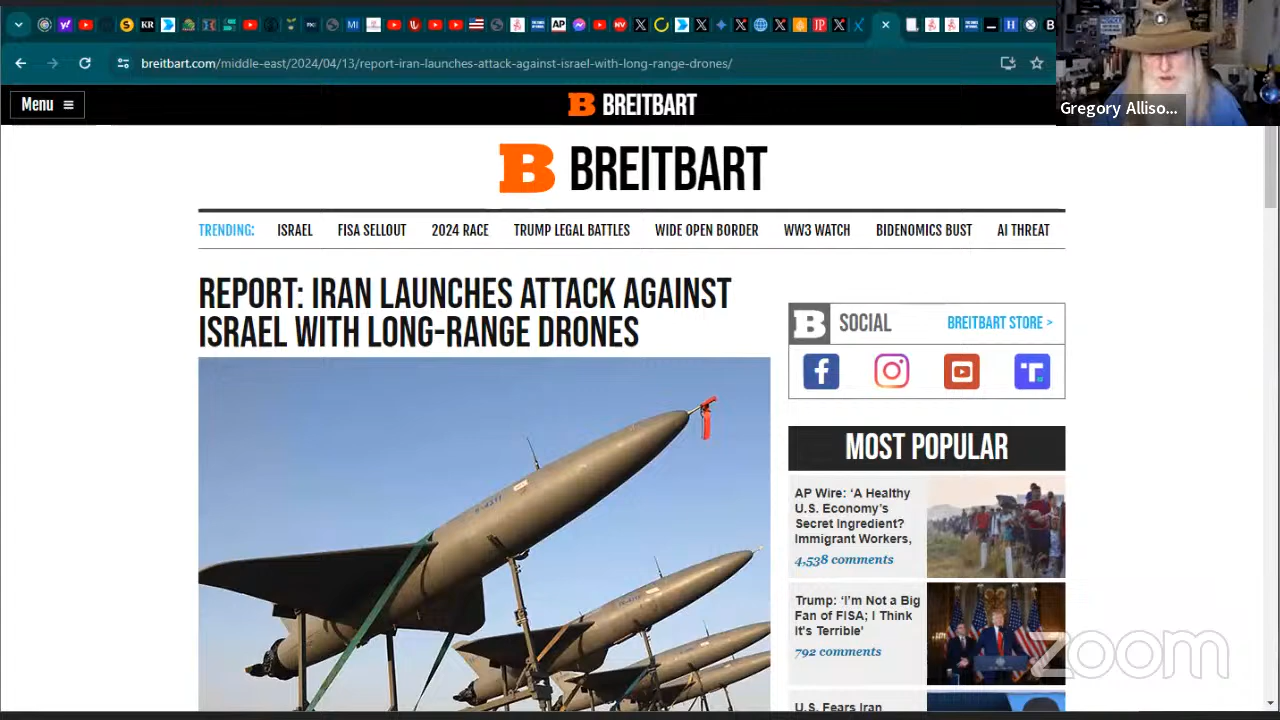 breitbart.com/middle-east/2024/04/13/report-iran-launches-attack-against-israel-with-long-range-drones/
Gregory Alliso...
Menu
B BREITBART
B BREITBART
TRENDING: ISRAEL FISA SELLOUT 2024 RACE TRUMP LEGAL BATTLES WIDE OPEN BORDER WW3 WATCH BIDENOMICS BUST AI THREAT
REPORT: IRAN LAUNCHES ATTACK AGAINST
ISRAEL WITH LONG-RANGE DRONES
B SOCIAL BREITBART STORE >
MOST POPULAR
AP Wire: ‘A Healthy
U.S. Economy’s
Secret Ingredient?
Immigrant Workers,
4,538 comments
Trump: ‘I’m Not a Big
Fan of FISA; I Think
It's Terrible’
792 comments
U.S. Fears Iran
zoom